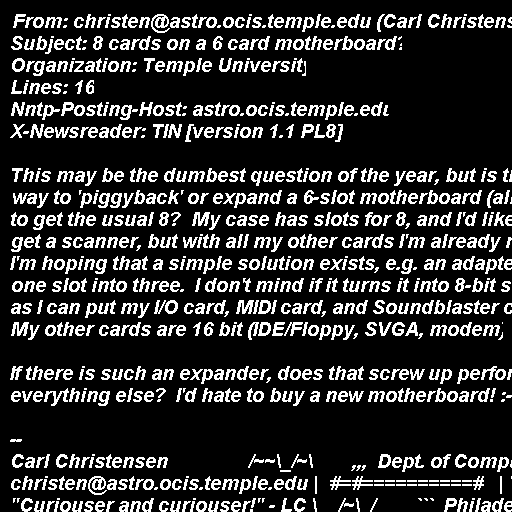 From: christen@astro.ocis.temple.edu (Carl Christens
Subject: 8 cards on a 6 card motherboard?
Organization: Temple University
Lines: 16
Nntp-Posting-Host: astro.ocis.temple.edu
X-Newsreader: TIN [version 1.1 PL8]

This may be the dumbest question of the year, but is t
way to 'piggyback' or expand a 6-slot motherboard (al
to get the usual 8?  My case has slots for 8, and I'd like
get a scanner, but with all my other cards I'm already
I'm hoping that a simple solution exists, e.g. an adapte
one slot into three.  I don't mind if it turns it into 8-bit s
as I can put my I/O card, MIDI card, and Soundblaster c
My other cards are 16 bit (IDE/Floppy, SVGA, modem)

If there is such an expander, does that screw up perfor
everything else?  I'd hate to buy a new motherboard! :-

--
Carl Christensen               /~~\_/~\        ,,,  Dept. of Comp
christen@astro.ocis.temple.edu |  #=#==========#   |
"Curiouser and curiouser!" - LC \    /~\  /        ```  Philade